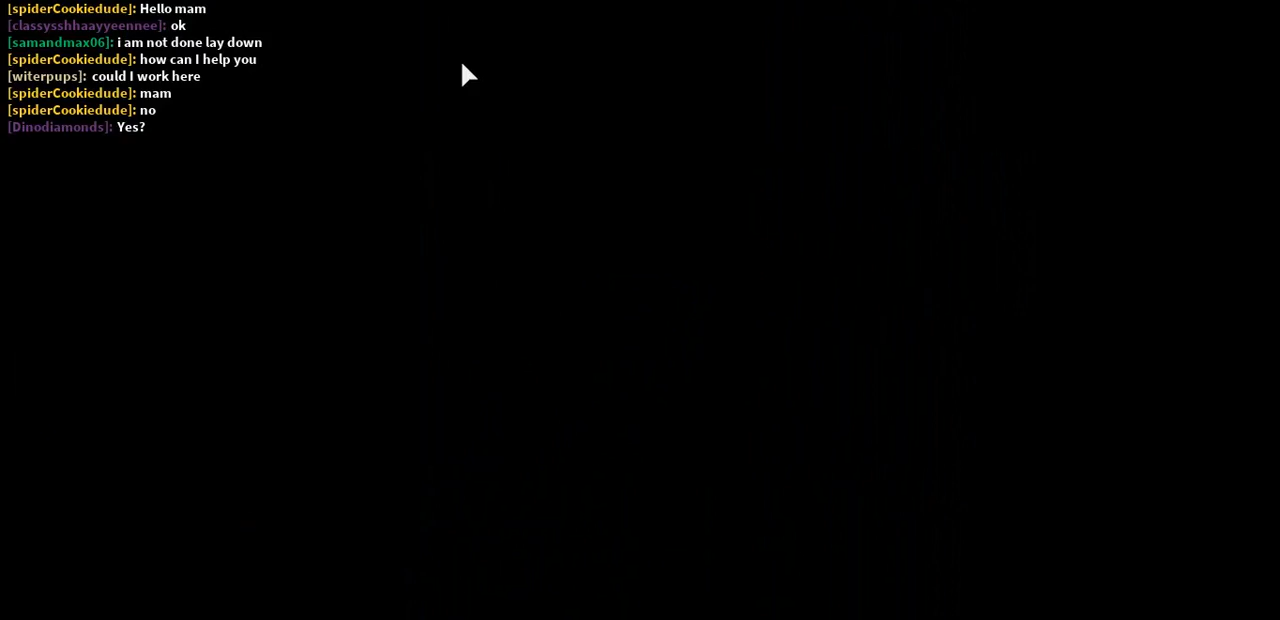 [spiderCookiedude]: Hello mam
[classysshhaayyeennee]: ok
[samandmax06]: i am not done lay down
[spiderCookiedude]: how can I help you
[witerpups]: could I work here
[spiderCookiedude]: mam
[spiderCookiedude]: no
[Dinodiamonds]: Yes?